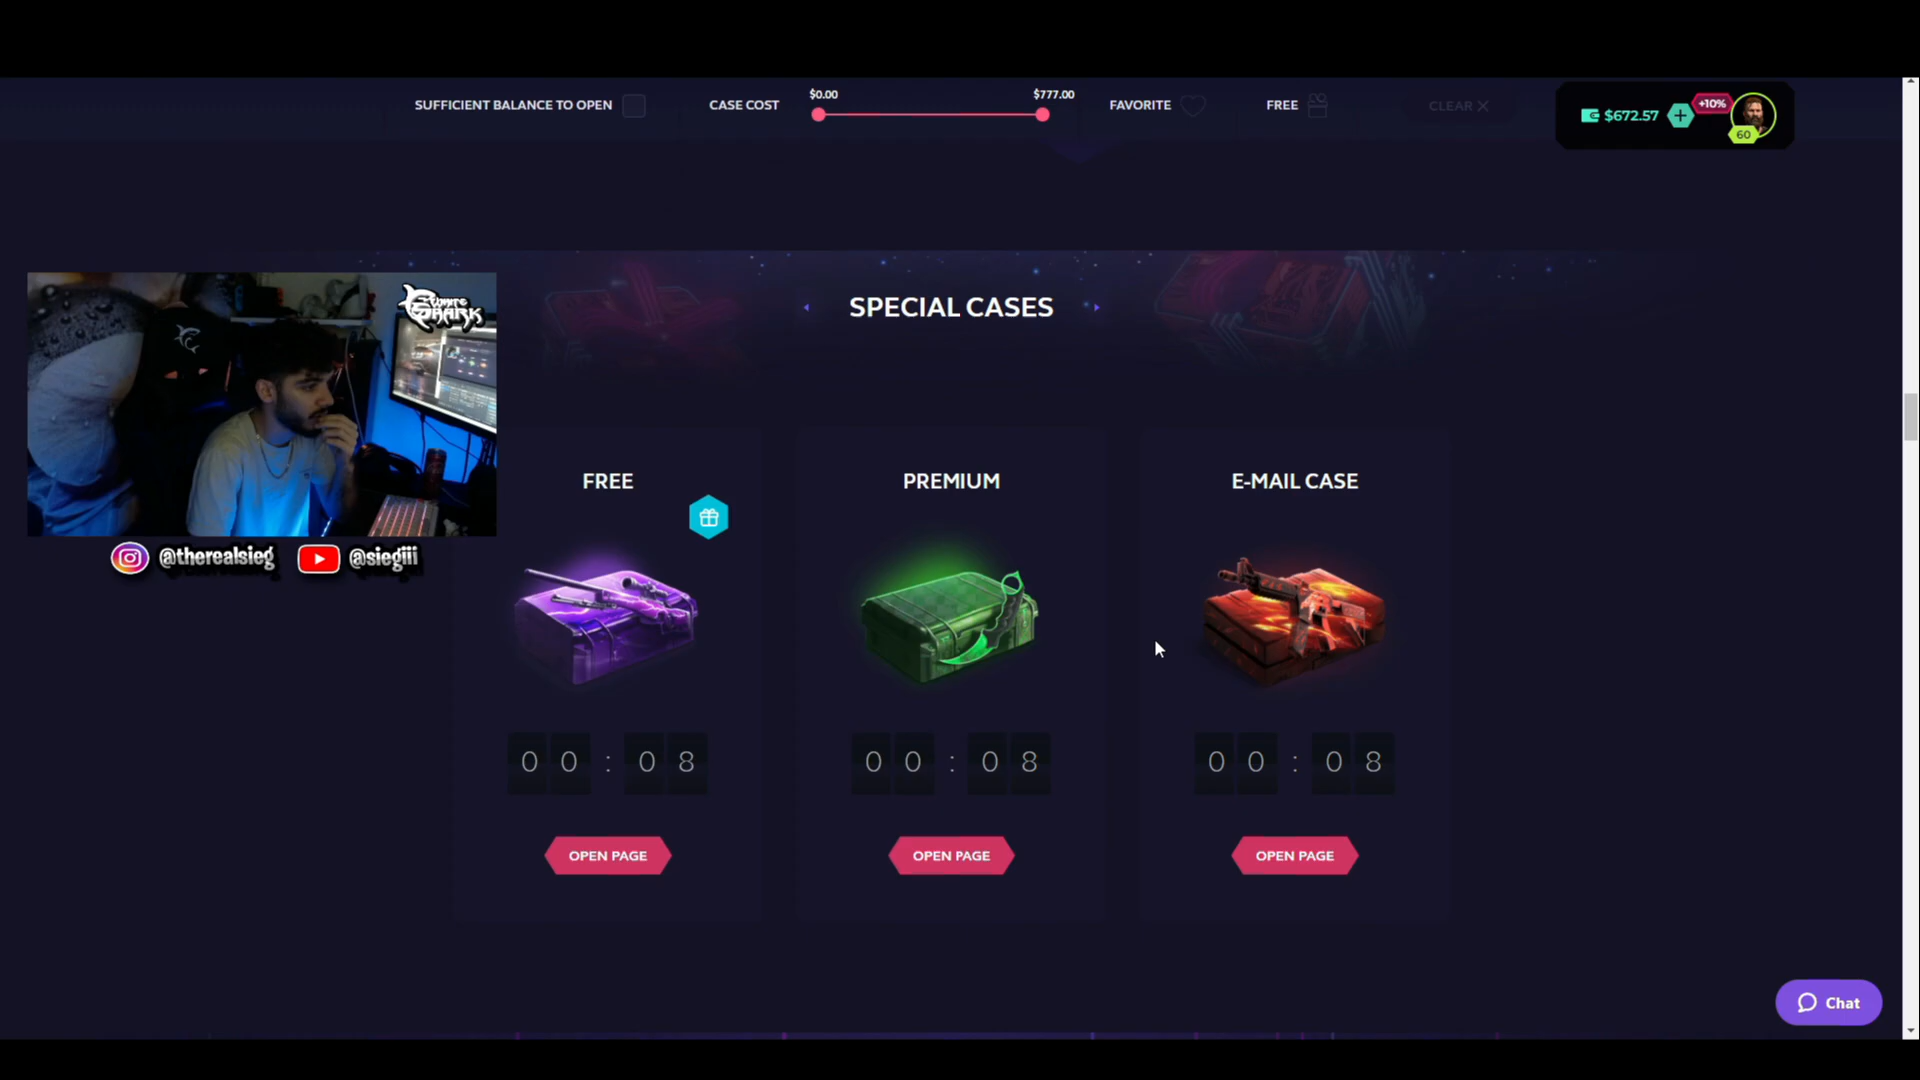 SUFFICIENT BALANCE TO OPEN
CASE COST
$0.00
$777.00
FAVORITE
FREE
CLEAR
$672.57
+10%
60
SPECIAL CASES
SHARK
@therealsieg
@siegiii
FREE
PREMIUM
E-MAIL CASE
00:08
00:08
00:08
OPEN PAGE
OPEN PAGE
OPEN PAGE
Chat